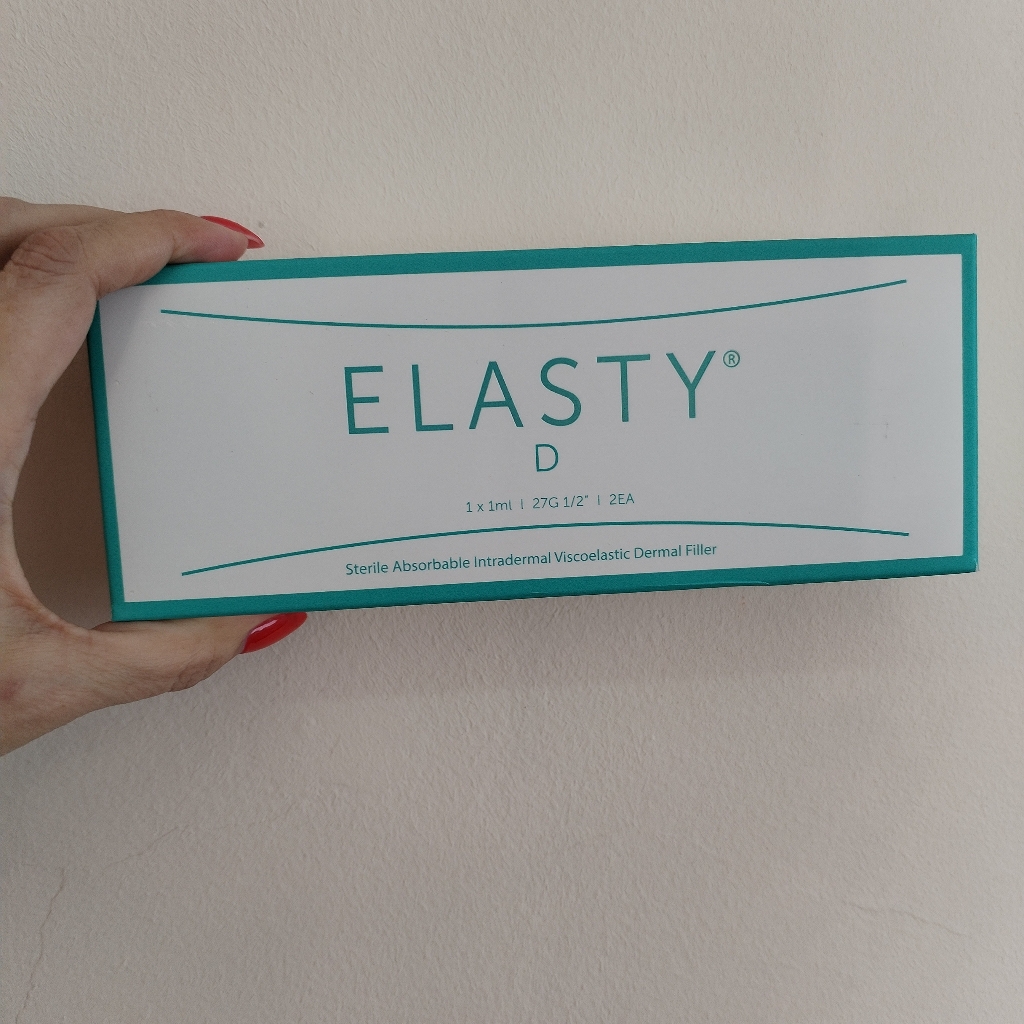 ELASTY®
D
1 x 1ml | 27G 1/2" | 2EA
Sterile Absorbable Intradermal Viscoelastic Dermal Filler